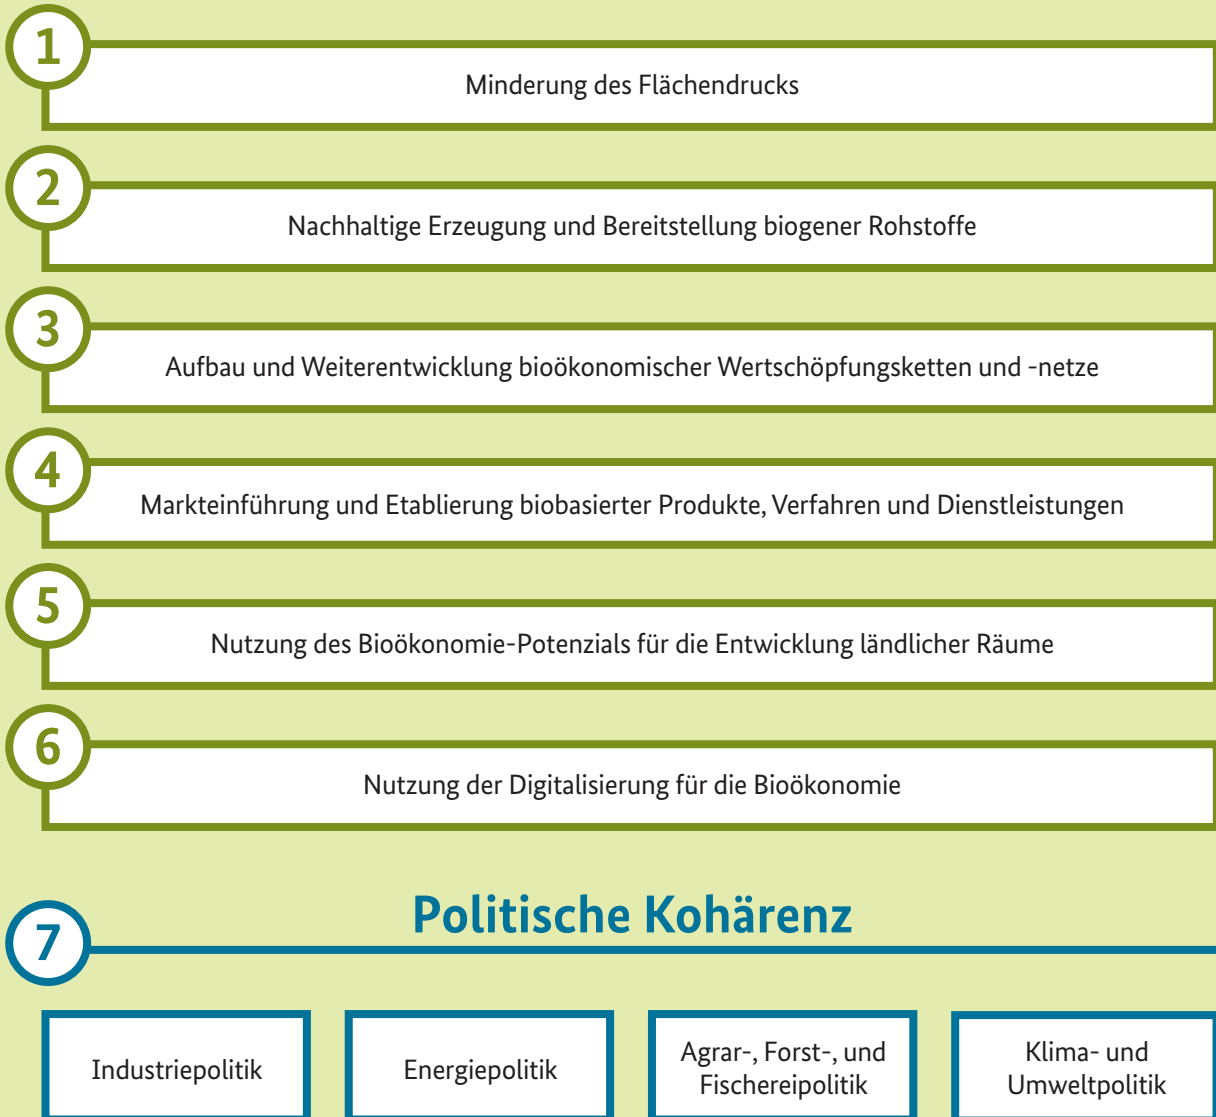 1
Minderung des Flächendrucks
2
Nachhaltige Erzeugung und Bereitstellung biogener Rohstoffe
3
Aufbau und Weiterentwicklung bioökonomischer Wertschöpfungsketten und -netze
4
Markteinführung und Etablierung biobasierter Produkte, Verfahren und Dienstleistungen
5
Nutzung des Bioökonomie-Potenzials für die Entwicklung ländlicher Räume
6
Nutzung der Digitalisierung für die Bioökonomie
7
Politische Kohärenz
Industriepolitik
Energiepolitik
Agrar-, Forst-, und
Fischereipolitik
Klima- und
Umweltpolitik